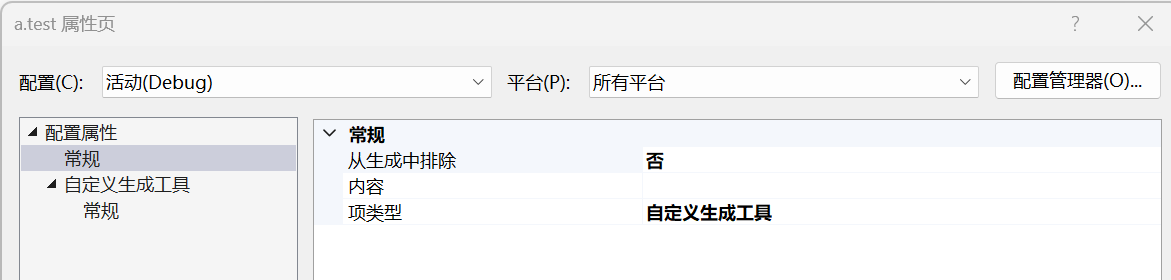 a.test 属性页
配置(C): 活动(Debug) 平台(P): 所有平台 配置管理器(O)...
配置属性
常规
自定义生成工具
常规
常规
从生成中排除 否
内容
项类型 自定义生成工具